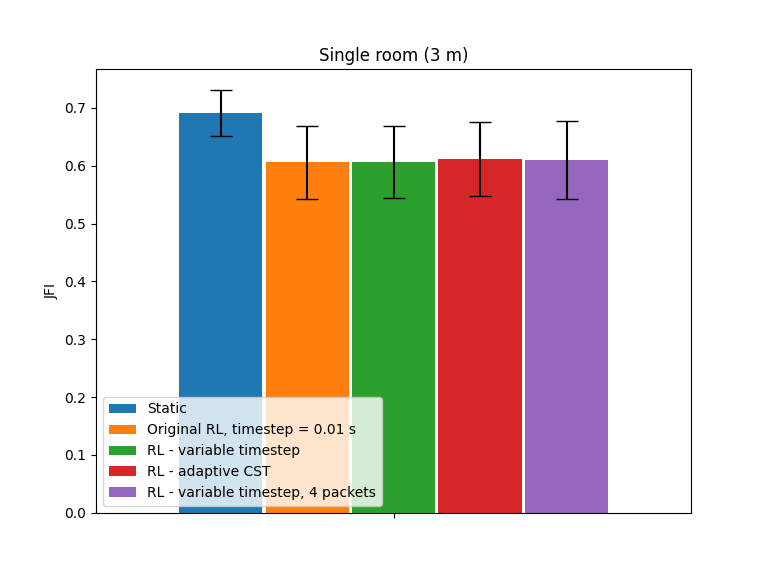 Single room (3 m)
JFI
0.7
0.6
0.5
0.4
0.3
0.2
0.1
0.0
Static
Original RL, timestep = 0.01 s
RL - variable timestep
RL - adaptive CST
RL - variable timestep, 4 packets